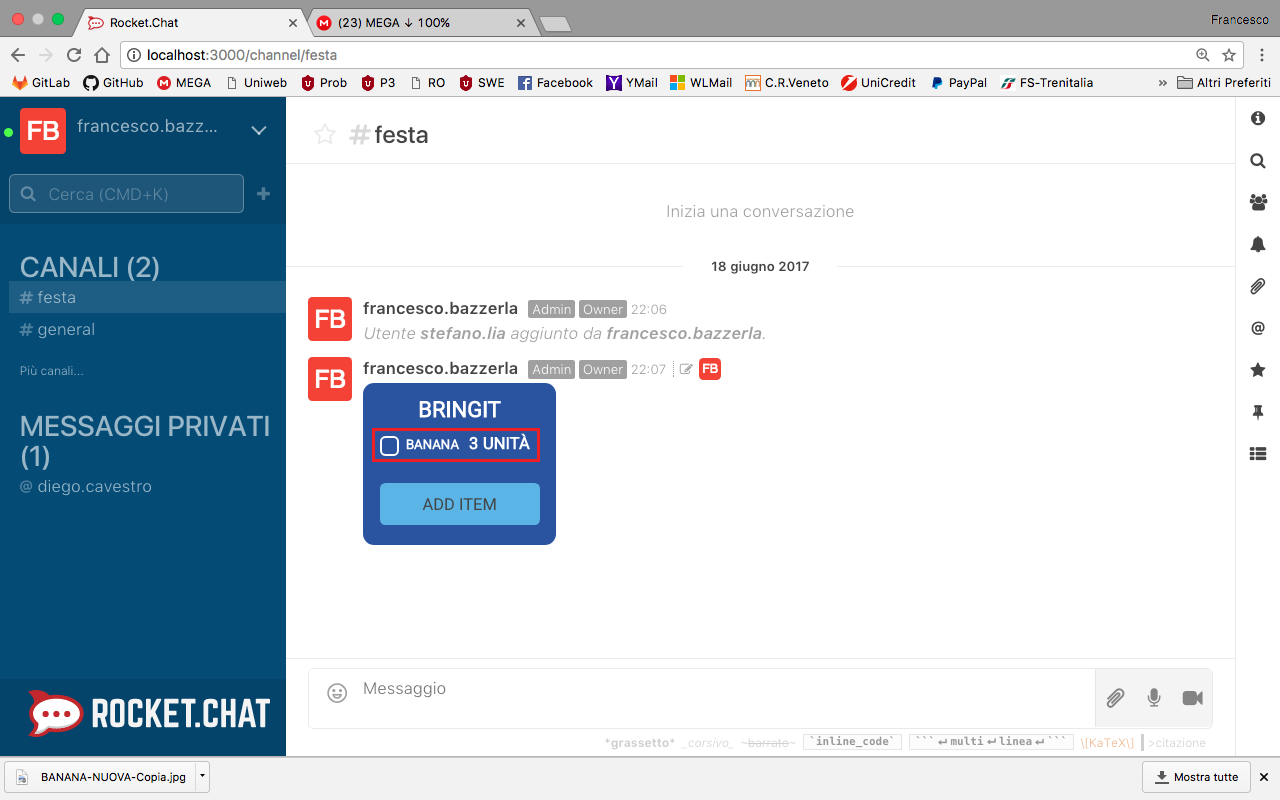 Rocket.Chat
(23) MEGA ↓ 100%
Francesco
localhost:3000/channel/festa
GitLab GitHub MEGA Uniweb Prob P3 RO SWE Facebook YMail WLMail C.R.Veneto UniCredit PayPal FS-Trenitalia » Altri Preferiti
FB francesco.bazz...
Cerca (CMD+K)
CANALI (2)
# festa
# general
Più canali...
MESSAGGI PRIVATI
(1)
@ diego.cavestro
ROCKET.CHAT
#festa
Inizia una conversazione
18 giugno 2017
FB
francesco.bazzerla Admin Owner 22:06
Utente stefano.lia aggiunto da francesco.bazzerla.
FB
francesco.bazzerla Admin Owner 22:07 FB
BRINGIT
BANANA 3 UNITÀ
ADD ITEM
Messaggio
*grassetto* _corsivo_ ~barrato~ `inline_code` ```↵multi↵linea↵``` \[KaTeX\] >citazione
BANANA-NUOVA-Copia.jpg
Mostra tutte